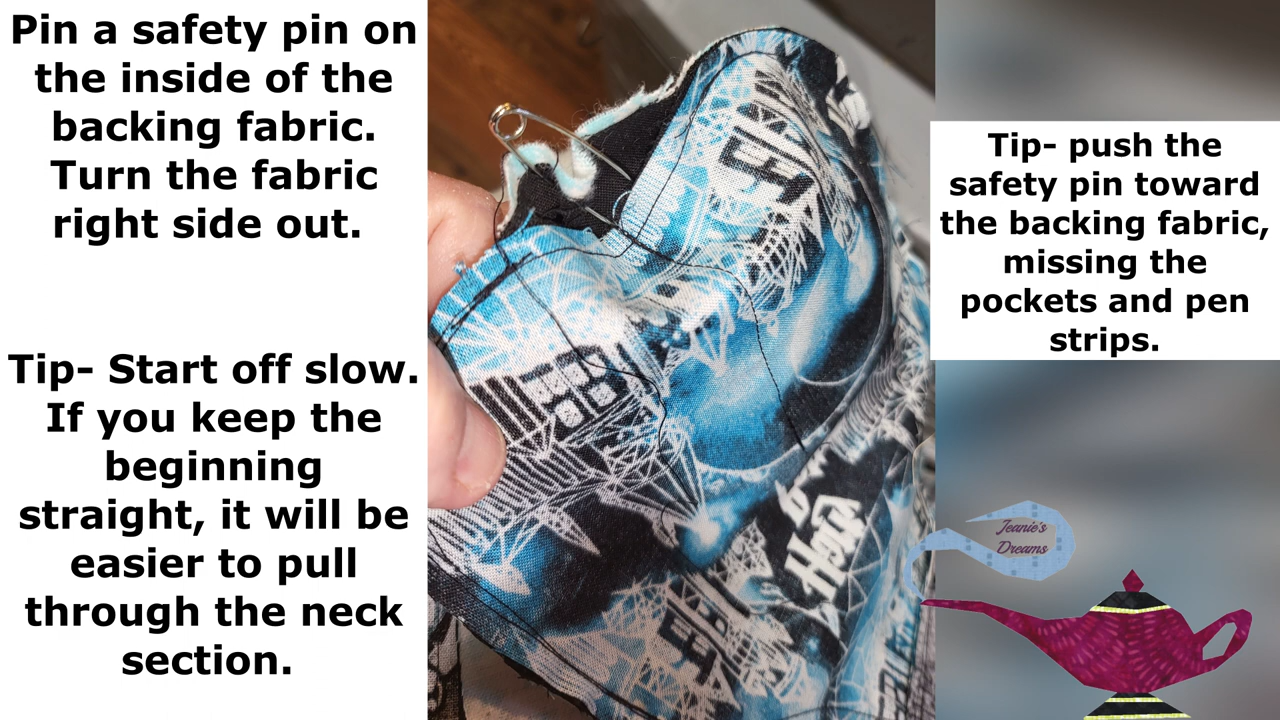 Pin a safety pin on
the inside of the
backing fabric.
Turn the fabric
right side out.
Tip- Start off slow.
If you keep the
beginning
straight, it will be
easier to pull
through the neck
section.
Tip- push the
safety pin toward
the backing fabric,
missing the
pockets and pen
strips.
Jeanie's
Dreams